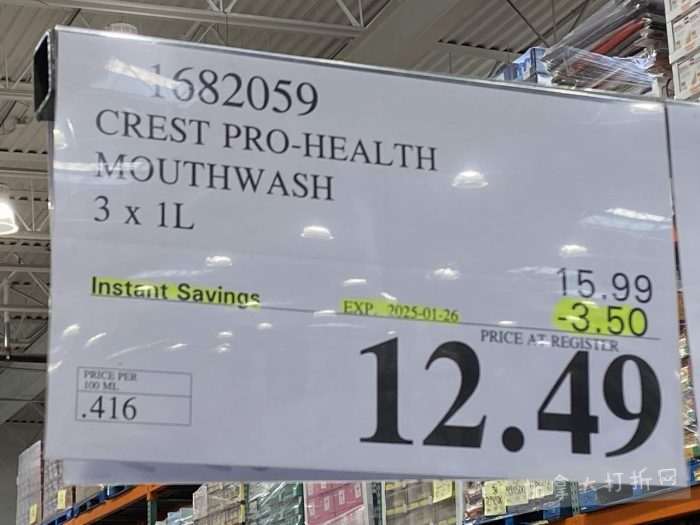 1682059
CREST PRO-HEALTH
MOUTHWASH
3 x 1L
15.99
Instant Savings EXP. 2025-01-26 -3.50
PRICE AT REGISTER
12.49
PRICE PER
100 ML
.416
拿大打折网